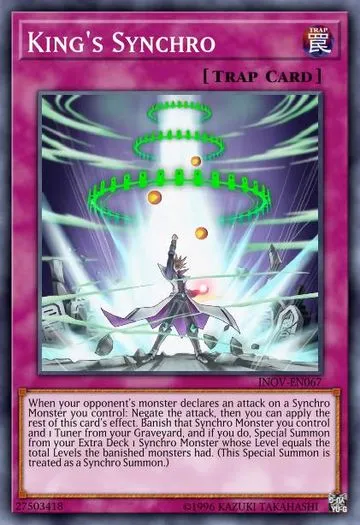 King's Synchro
TRAP
罠
[TRAP CARD]
INOV-EN067
When your opponent's monster declares an attack on a Synchro
Monster you control: Negate the attack, then you can apply the
rest of this card's effect. Banish that Synchro Monster you control
and 1 Tuner from your Graveyard, and if you do, Special Summon
from your Extra Deck 1 Synchro Monster whose Level equals the
total Levels the banished monsters had. (This Special Summon is
treated as a Synchro Summon.)
27503418
©1996 KAZUKI TAKAHASHI